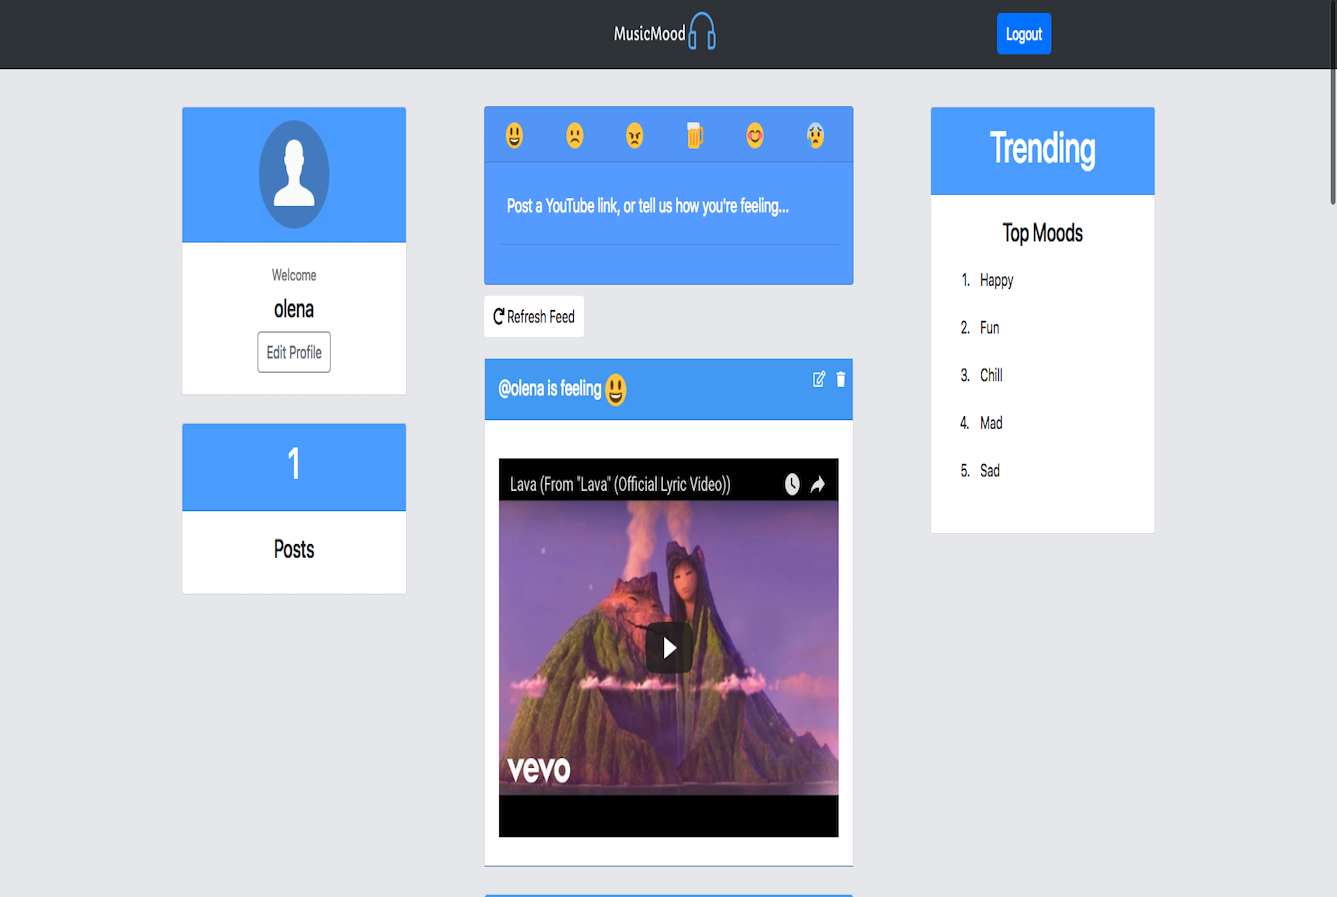 MusicMood
Logout
Welcome
olena
Edit Profile
1
Posts
Post a YouTube link, or tell us how you're feeling...
Refresh Feed
@olena is feeling 😃
Lava (From "Lava" (Official Lyric Video))
vevo
Trending
Top Moods
1. Happy
2. Fun
3. Chill
4. Mad
5. Sad